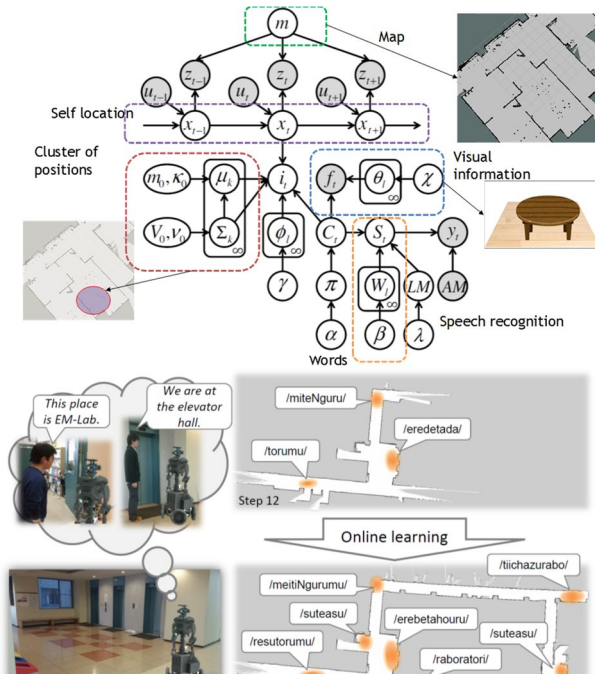 m
Map
z_{t-1} z_t z_{t+1}
u_{t-1} u_t u_{t+1}
Self location
x_{t-1} x_t x_{t+1}
Cluster of
positions
Visual
information
m_0, κ_0 μ_k i_t f_t θ_l χ
∞
V_0, ν_0 Σ_k φ_l C_t S_t y_t
∞ ∞
γ π W_l LM AM
∞
Speech recognition
α β λ
Words
This place
is EM-Lab.
We are at
the elevator
hall.
/miteNguru/
/eredetada/
/torumu/
Step 12
Online learning
/tiichazurabo/
/meitiNgurumu/
/suteasu/
/erebetahouru/
/suteasu/
/resutorumu/
/raboratori/